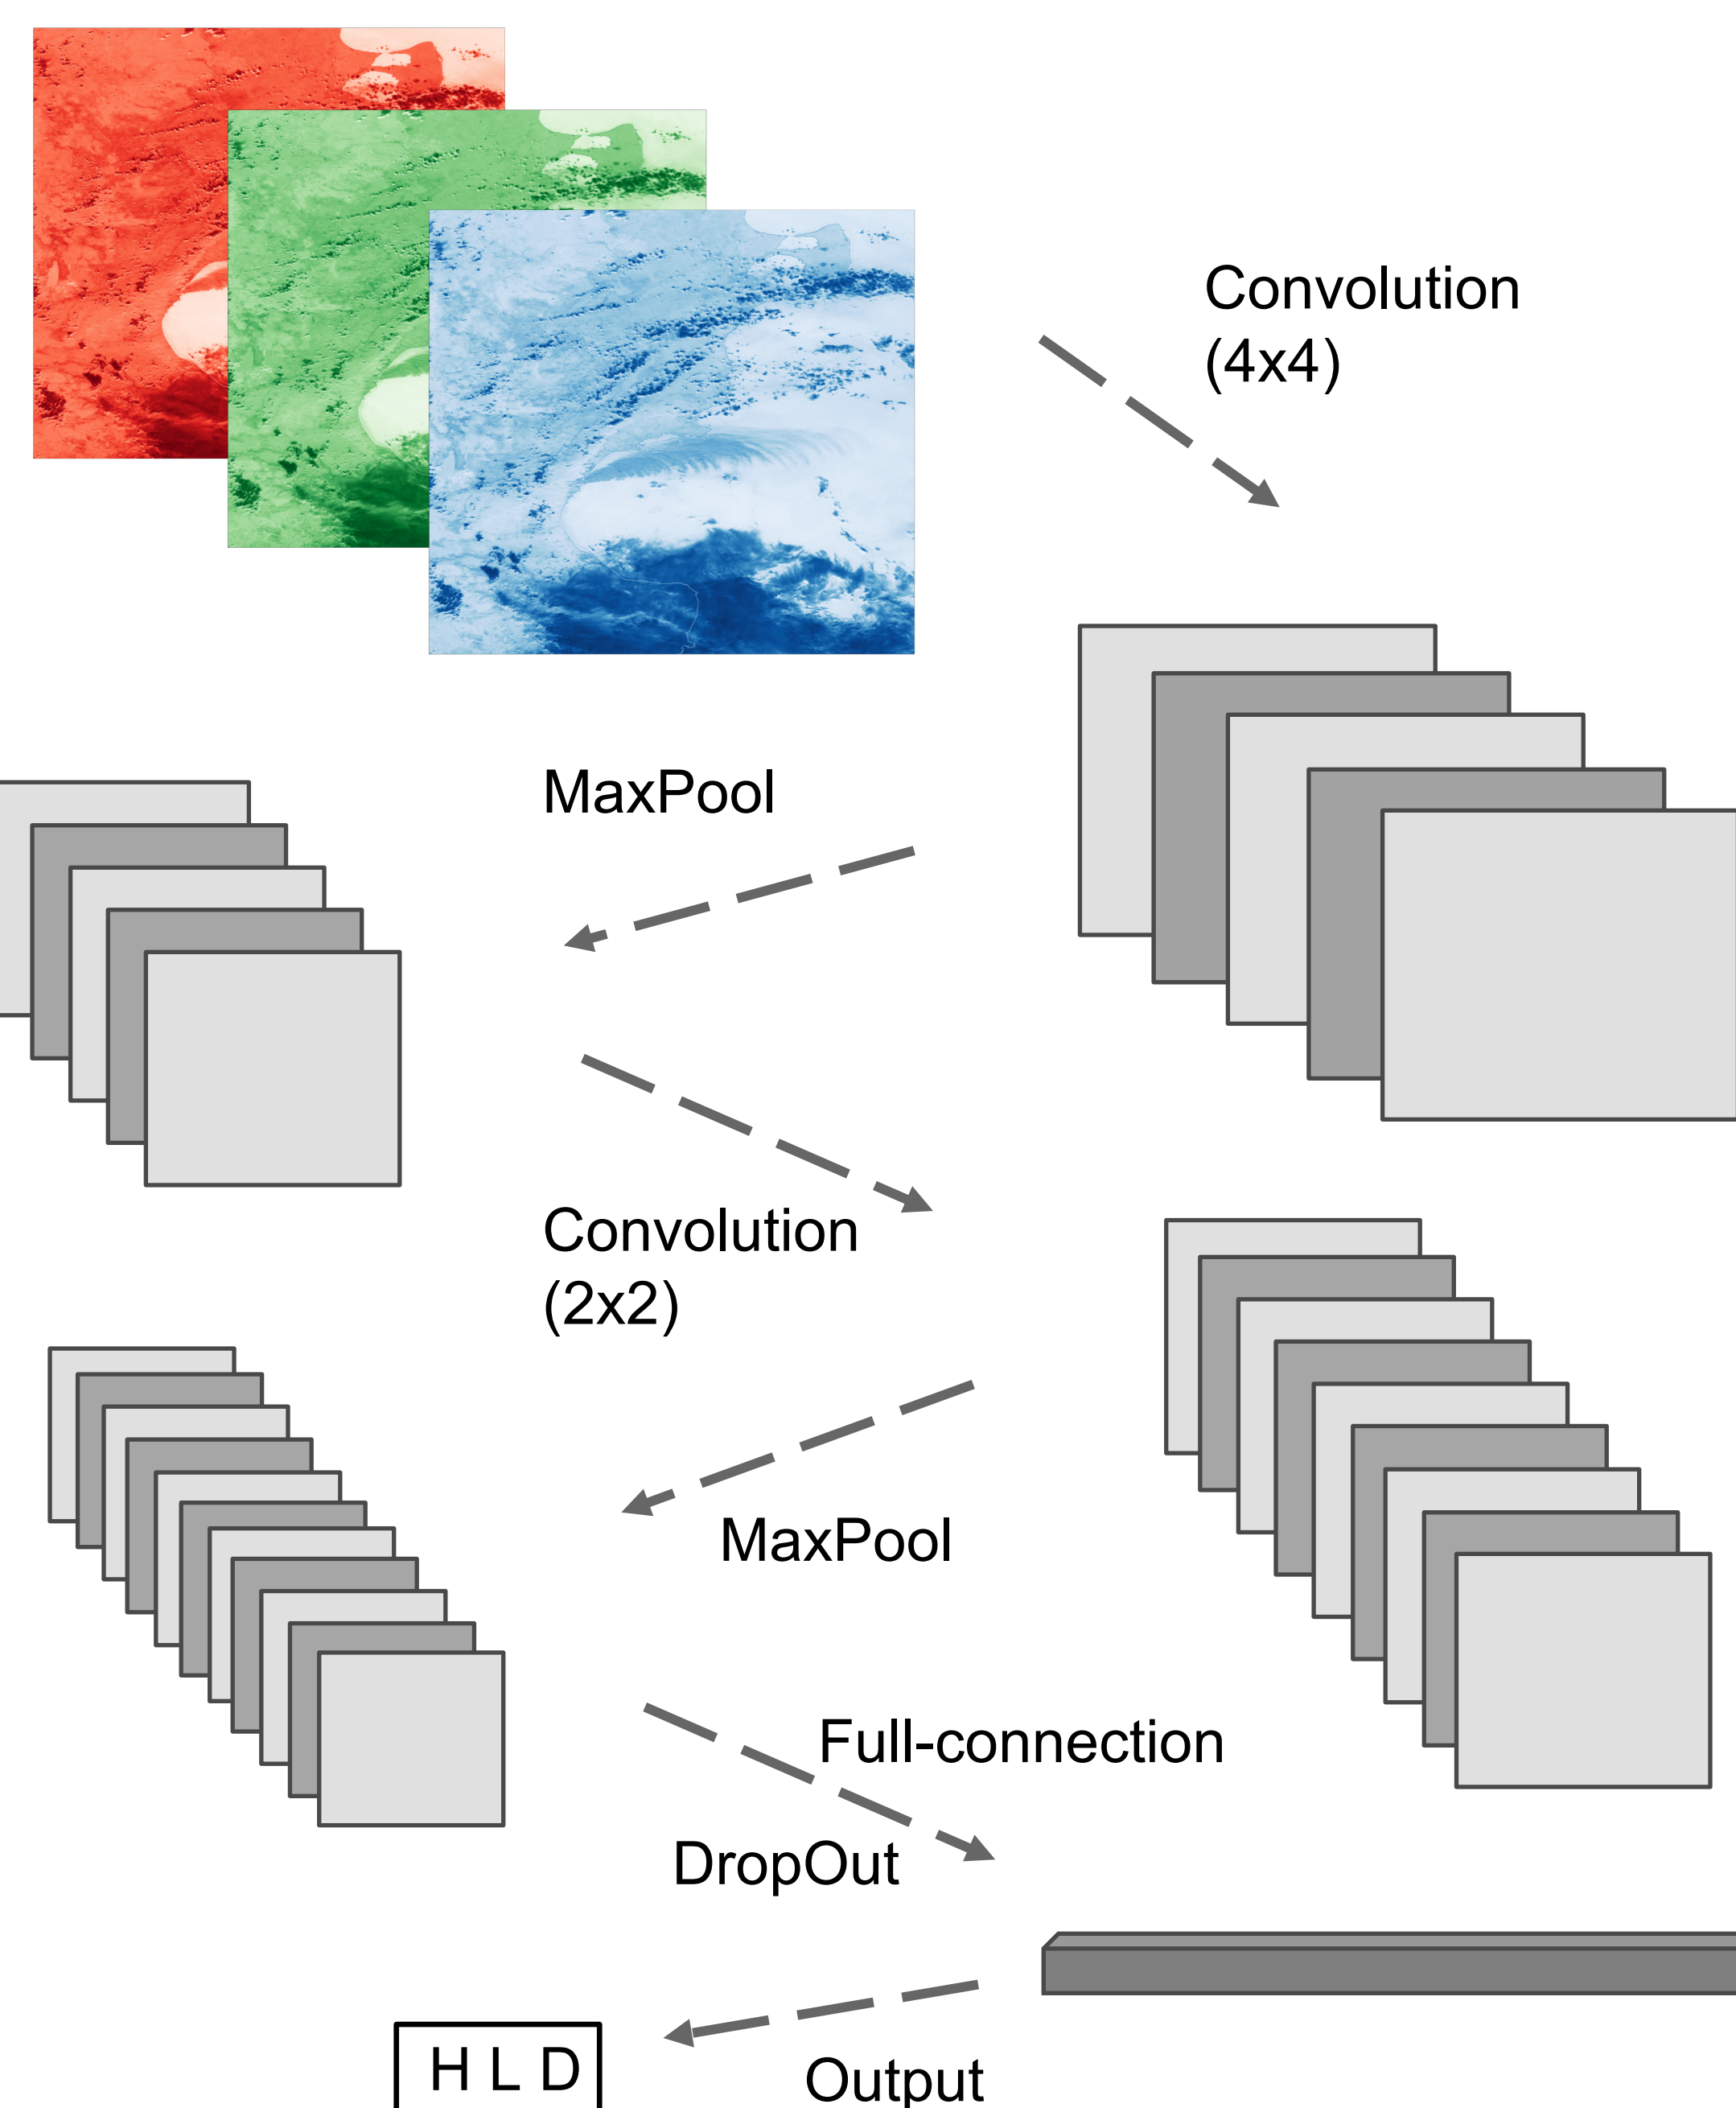 Convolution
(4x4)
MaxPool
Convolution
(2x2)
MaxPool
Full-connection
DropOut
H L D
Output